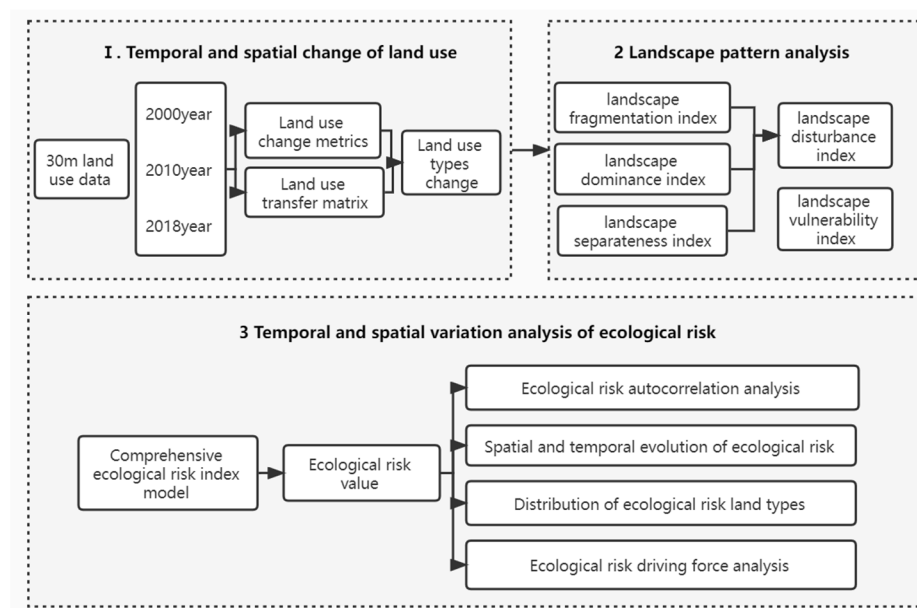 I . Temporal and spatial change of land use
30m land
use data
2000year
2010year
2018year
Land use
change metrics
Land use
transfer matrix
Land use
types
change
2 Landscape pattern analysis
landscape
fragmentation index
landscape
dominance index
landscape
separateness index
landscape
disturbance
index
landscape
vulnerability
index
3 Temporal and spatial variation analysis of ecological risk
Comprehensive
ecological risk index
model
Ecological risk
value
Ecological risk autocorrelation analysis
Spatial and temporal evolution of ecological risk
Distribution of ecological risk land types
Ecological risk driving force analysis